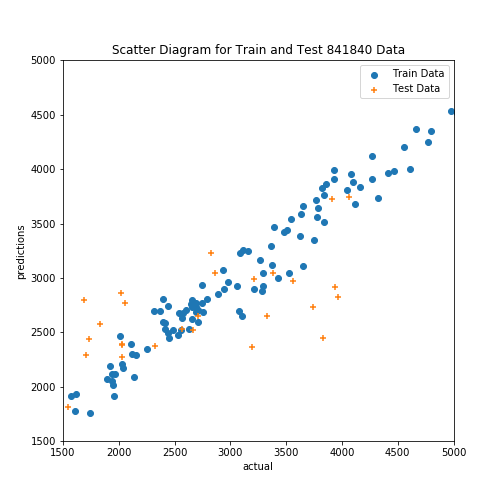 Scatter Diagram for Train and Test 841840 Data
Train Data
Test Data
5000
4500
4000
3500
3000
2500
2000
1500
predictions
1500 2000 2500 3000 3500 4000 4500 5000
actual